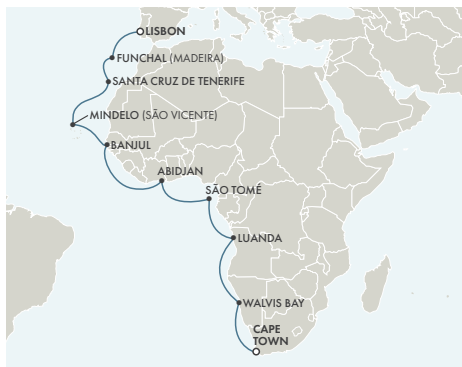 LISBON
FUNCHAL (MADEIRA)
SANTA CRUZ DE TENERIFE
MINDELO (SÃO VICENTE)
BANJUL
ABIDJAN
SÃO TOMÉ
LUANDA
WALVIS BAY
CAPE
TOWN